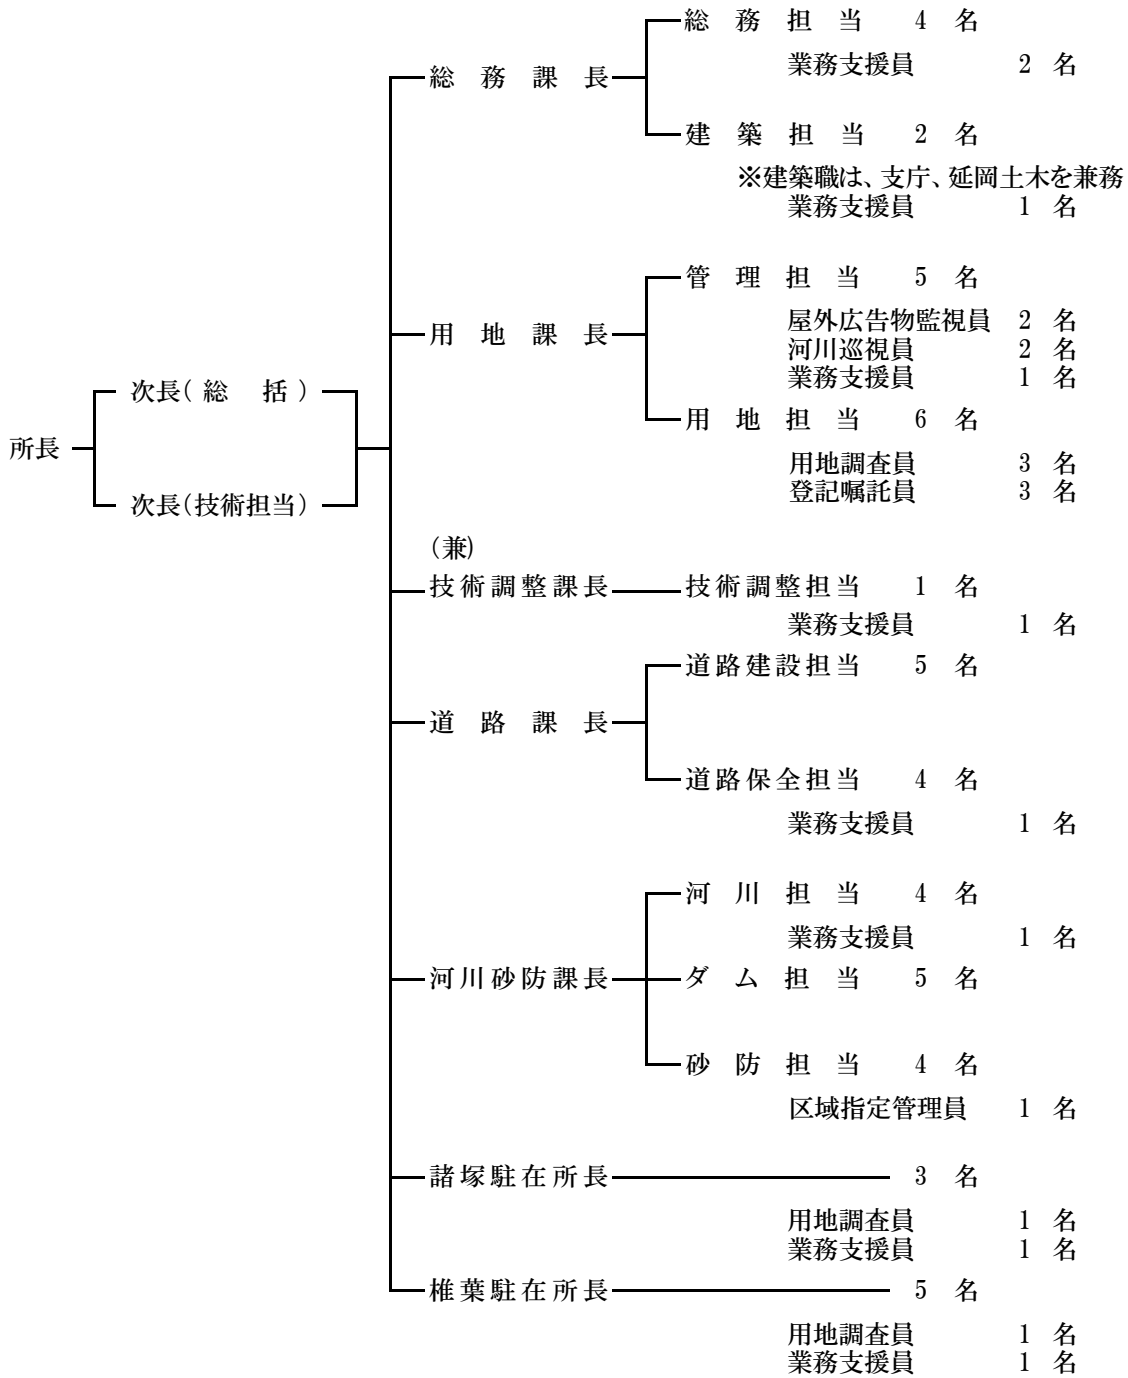 総務担当 4 名
業務支援員 2 名
総務課長
建築担当 2 名
※建築職は、支庁、延岡土木を兼務
業務支援員 1 名
管理担当 5 名
屋外広告物監視員 2 名
用地課長
河川巡視員 2 名
業務支援員 1 名
次長(総 括)
用地担当 6 名
所長
用地調査員 3 名
登記嘱託員 3 名
次長(技術担当)
(兼)
技術調整課長
技術調整担当 1 名
業務支援員 1 名
道路建設担当 5 名
道路課長
道路保全担当 4 名
業務支援員 1 名
河川担当 4 名
業務支援員 1 名
河川砂防課長
ダム担当 5 名
砂防担当 4 名
区域指定管理員 1 名
諸塚駐在所長 3 名
用地調査員 1 名
業務支援員 1 名
椎葉駐在所長 5 名
用地調査員 1 名
業務支援員 1 名